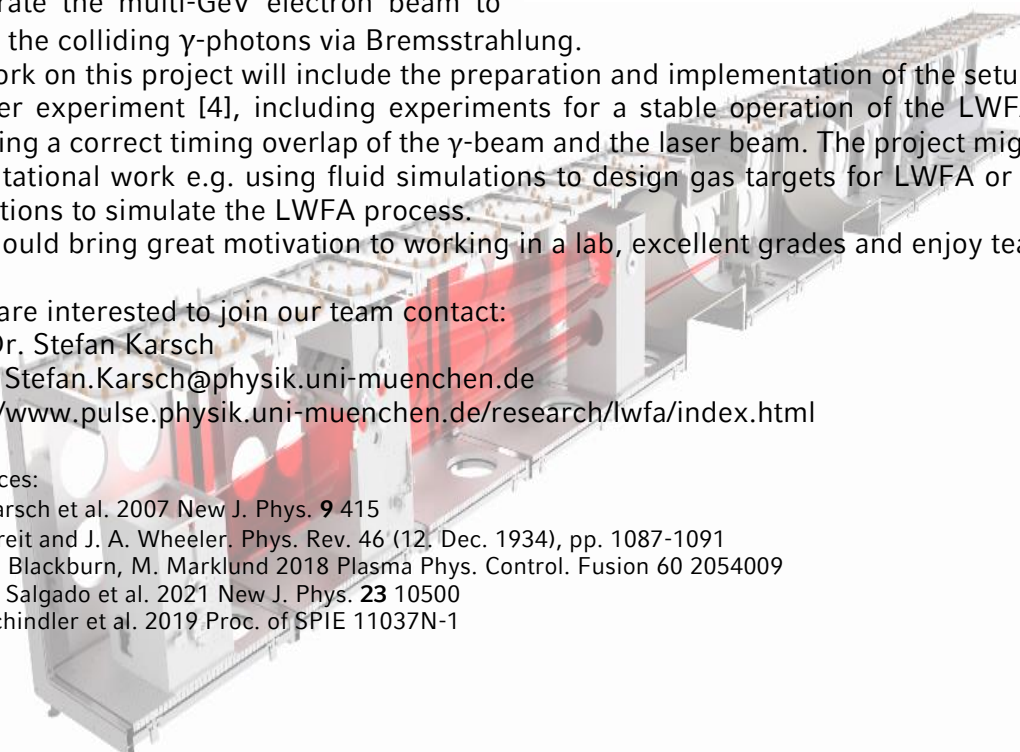 rate the multi-GeV electron beam to
the colliding γ-photons via Bremsstrahlung.
ork on this project will include the preparation and implementation of the setu
er experiment [4], including experiments for a stable operation of the LWF
ing a correct timing overlap of the γ-beam and the laser beam. The project mig
tational work e.g. using fluid simulations to design gas targets for LWFA or
tions to simulate the LWFA process.
ould bring great motivation to working in a lab, excellent grades and enjoy tea
are interested to join our team contact:
Dr. Stefan Karsch
Stefan.Karsch@physik.uni-muenchen.de
/www.pulse.physik.uni-muenchen.de/research/lwfa/index.html
ces:
arsch et al. 2007 New J. Phys. 9 415
reit and J. A. Wheeler. Phys. Rev. 46 (12. Dec. 1934), pp. 1087-1091
Blackburn, M. Marklund 2018 Plasma Phys. Control. Fusion 60 2054009
Salgado et al. 2021 New J. Phys. 23 10500
chindler et al. 2019 Proc. of SPIE 11037N-1